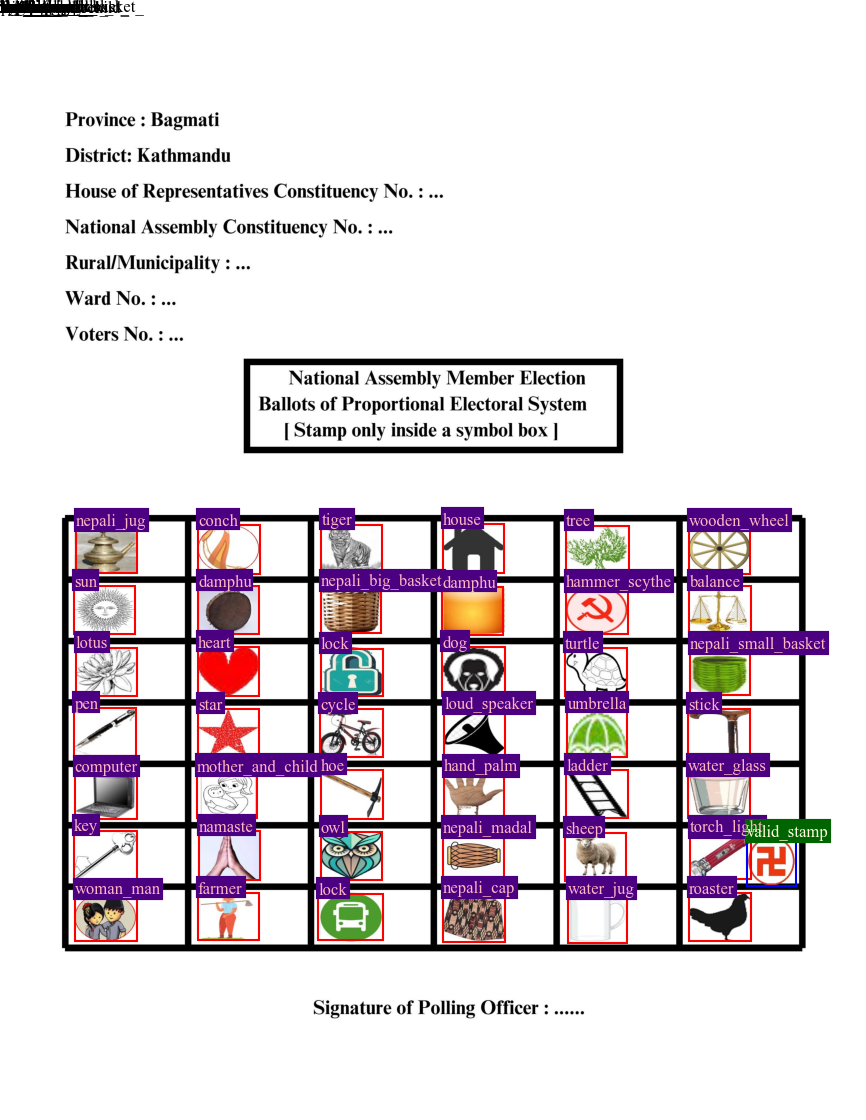 Province : Bagmati
District: Kathmandu
House of Representatives Constituency No. : ...
National Assembly Constituency No. : ...
Rural/Municipality : ...
Ward No. : ...
Voters No. : ...
National Assembly Member Election
Ballots of Proportional Electoral System
[ Stamp only inside a symbol box ]
nepali_jug conch tiger house tree wooden_wheel
sun damphu nepali_big_basket damphu hammer_scythe balance
lotus heart lock dog turtle nepali_small_basket
pen star cycle loud_speaker umbrella stick
computer mother_and_child hoe hand_palm ladder water_glass
key namaste owl nepali_madal sheep torch_light valid_stamp
woman_man farmer lock nepali_cap water_jug roaster
Signature of Polling Officer : ......